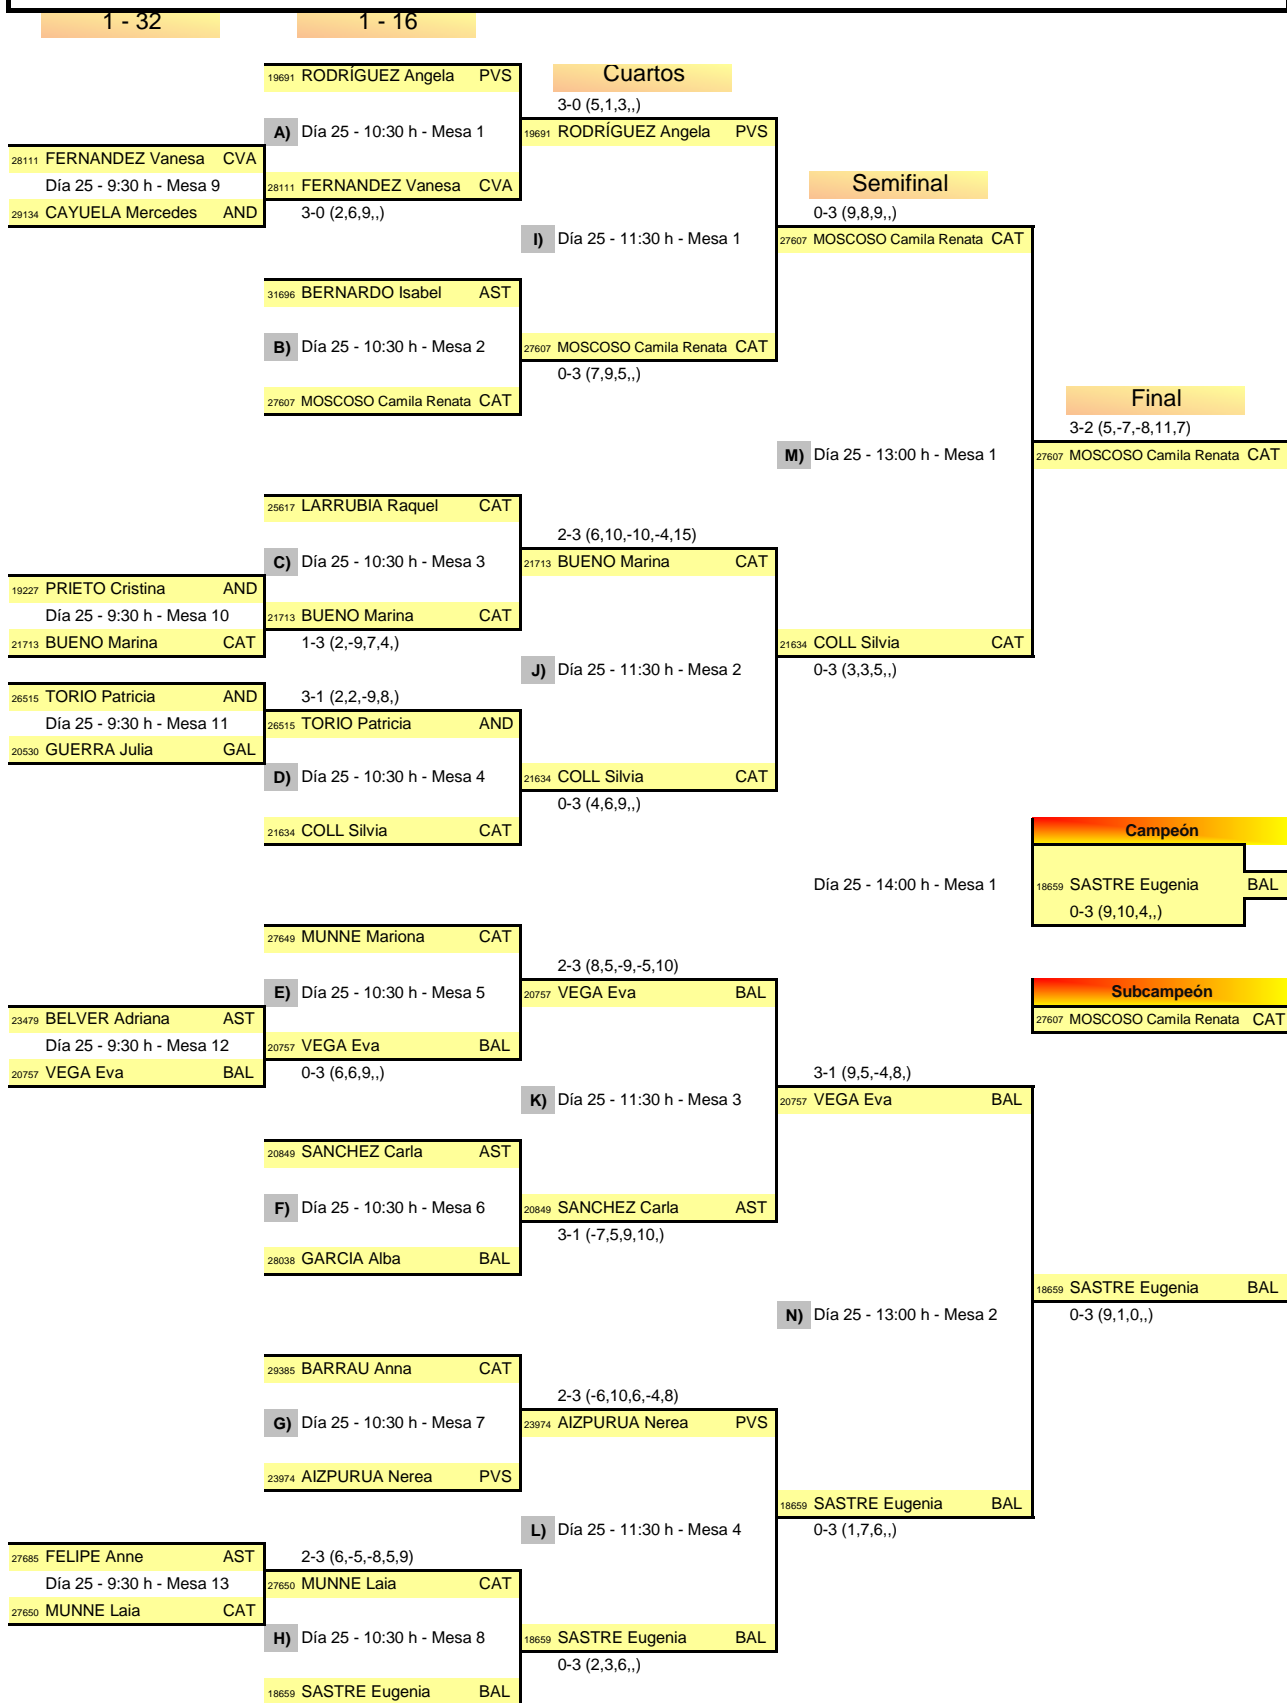 1 - 32
1 - 16
19691 RODRÍGUEZ Angela PVS
Cuartos
3-0 (5,1,3,,)
A) Día 25 - 10:30 h - Mesa 1
19691 RODRÍGUEZ Angela PVS
28111 FERNANDEZ Vanesa CVA
Día 25 - 9:30 h - Mesa 9
28111 FERNANDEZ Vanesa CVA
Semifinal
29134 CAYUELA Mercedes AND
3-0 (2,6,9,,)
0-3 (9,8,9,,)
I) Día 25 - 11:30 h - Mesa 1
27607 MOSCOSO Camila Renata CAT
31696 BERNARDO Isabel AST
B) Día 25 - 10:30 h - Mesa 2
27607 MOSCOSO Camila Renata CAT
0-3 (7,9,5,,)
27607 MOSCOSO Camila Renata CAT
Final
3-2 (5,-7,-8,11,7)
M) Día 25 - 13:00 h - Mesa 1
27607 MOSCOSO Camila Renata CAT
25617 LARRUBIA Raquel CAT
2-3 (6,10,-10,-4,15)
C) Día 25 - 10:30 h - Mesa 3
21713 BUENO Marina CAT
19227 PRIETO Cristina AND
Día 25 - 9:30 h - Mesa 10
21713 BUENO Marina CAT
21713 BUENO Marina CAT
1-3 (2,-9,7,4,)
21634 COLL Silvia CAT
J) Día 25 - 11:30 h - Mesa 2
0-3 (3,3,5,,)
26515 TORIO Patricia AND
3-1 (2,2,-9,8,)
Día 25 - 9:30 h - Mesa 11
26515 TORIO Patricia AND
20530 GUERRA Julia GAL
D) Día 25 - 10:30 h - Mesa 4
21634 COLL Silvia CAT
0-3 (4,6,9,,)
21634 COLL Silvia CAT
Campeón
Día 25 - 14:00 h - Mesa 1
18659 SASTRE Eugenia BAL
0-3 (9,10,4,,)
27649 MUNNE Mariona CAT
2-3 (8,5,-9,-5,10)
E) Día 25 - 10:30 h - Mesa 5
20757 VEGA Eva BAL
Subcampeón
23479 BELVER Adriana AST
27607 MOSCOSO Camila Renata CAT
Día 25 - 9:30 h - Mesa 12
20757 VEGA Eva BAL
20757 VEGA Eva BAL
0-3 (6,6,9,,)
3-1 (9,5,-4,8,)
K) Día 25 - 11:30 h - Mesa 3
20757 VEGA Eva BAL
20849 SANCHEZ Carla AST
F) Día 25 - 10:30 h - Mesa 6
20849 SANCHEZ Carla AST
3-1 (-7,5,9,10,)
28038 GARCIA Alba BAL
18659 SASTRE Eugenia BAL
N) Día 25 - 13:00 h - Mesa 2
0-3 (9,1,0,,)
29385 BARRAU Anna CAT
2-3 (-6,10,6,-4,8)
G) Día 25 - 10:30 h - Mesa 7
23974 AIZPURUA Nerea PVS
23974 AIZPURUA Nerea PVS
18659 SASTRE Eugenia BAL
L) Día 25 - 11:30 h - Mesa 4
0-3 (1,7,6,,)
27685 FELIPE Anne AST
2-3 (6,-5,-8,5,9)
Día 25 - 9:30 h - Mesa 13
27650 MUNNE Laia CAT
27650 MUNNE Laia CAT
H) Día 25 - 10:30 h - Mesa 8
18659 SASTRE Eugenia BAL
0-3 (2,3,6,,)
18659 SASTRE Eugenia BAL